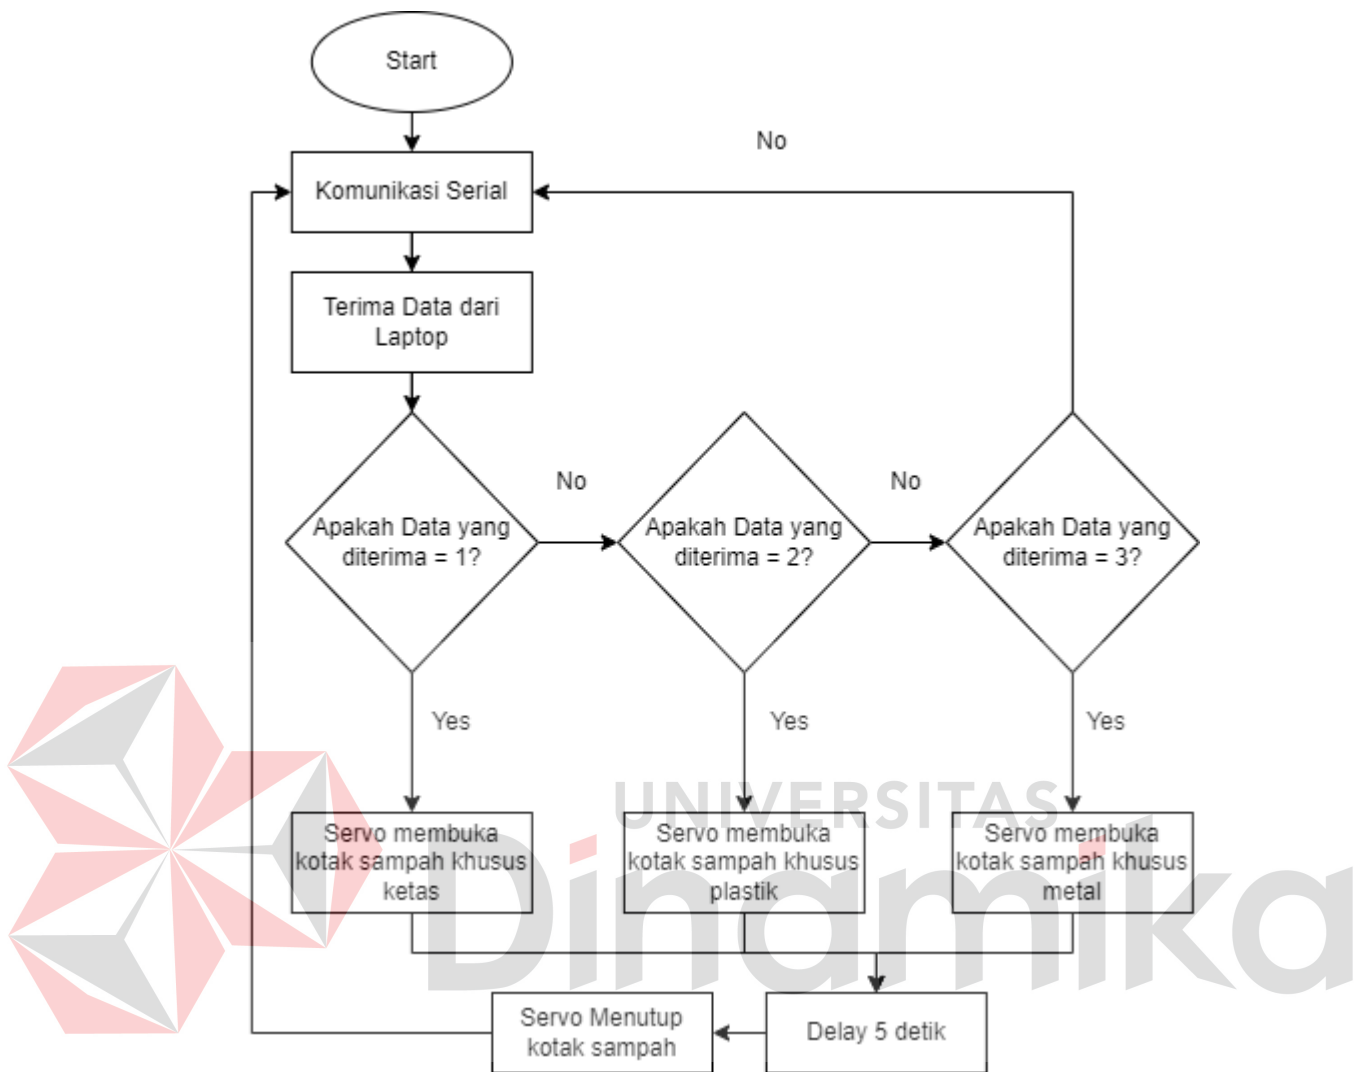 Start
No
Komunikasi Serial
Terima Data dari
Laptop
No
No
Apakah Data yang
diterima = 1?
Apakah Data yang
diterima = 2?
Apakah Data yang
diterima = 3?
Yes
Yes
Yes
UNIVERSITAS
Dinamika
Servo membuka
kotak sampah khusus
ketas
Servo membuka
kotak sampah khusus
plastik
Servo membuka
kotak sampah khusus
metal
Servo Menutup
kotak sampah
Delay 5 detik